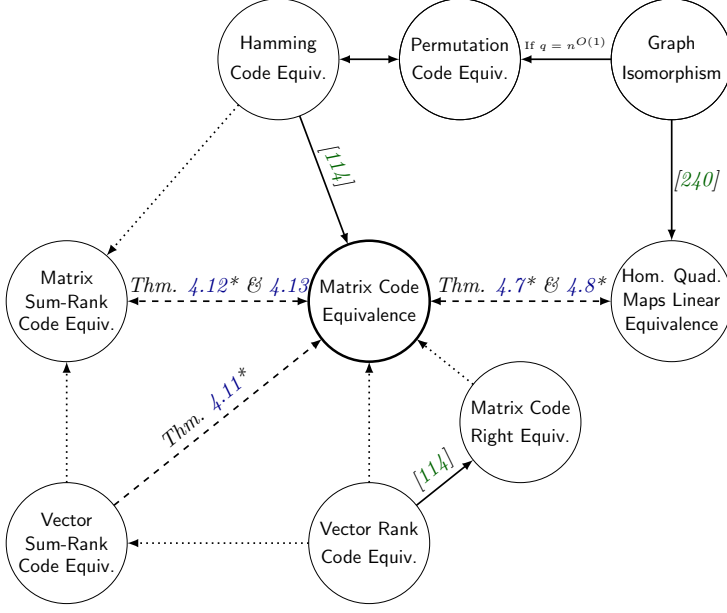 Hamming
Code Equiv.
Permutation
Code Equiv.
If q = n^{O(1)}
Graph
Isomorphism
[114]
[240]
Matrix
Sum-Rank
Code Equiv.
Thm. 4.12* & 4.13
Matrix Code
Equivalence
Thm. 4.7* & 4.8*
Hom. Quad.
Maps Linear
Equivalence
Thm. 4.11*
Matrix Code
Right Equiv.
[114]
Vector
Sum-Rank
Code Equiv.
Vector Rank
Code Equiv.